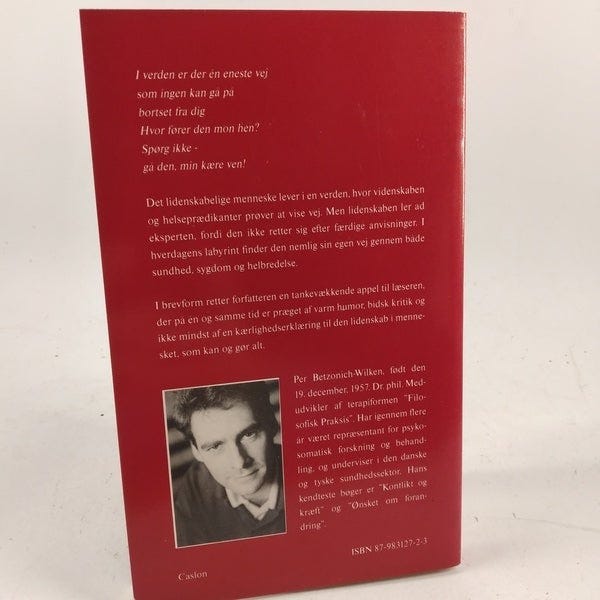 I verden er der én eneste vej
som ingen kan gå på
bortset fra dig
Hvor fører den mon hen?
Spørg ikke -
gå den, min kære ven!
Det lidenskabelige menneske lever i en verden, hvor videnskaben
og helseprædikanter prøver at vise vej. Men lidenskaben ler ad
eksperten, fordi den ikke retter sig efter færdige anvisninger. I
hverdagens labyrint finder den nemlig sin egen vej gennem både
sundhed, sygdom og helbredelse.
I brevform retter forfatteren en tankevækkende appel til læseren,
der på én og samme tid er præget af varm humor, bidsk kritik og
ikke mindst af en kærlighedserklæring til den lidenskab i menne-
sket, som kan og gør alt.
Per Betzonich-Wilken, født den
19. december, 1957. Dr. phil. Med-
udvikler af terapiformen "Filo-
sofisk Praksis". Har igennem flere
år været repræsentant for psyko-
somatisk forskning og behand-
ling, og underviser i den danske
og tyske sundhedssektor. Hans
kendteste bøger er "Konflikt og
kræft" og "Ønsket om foran-
dring".
ISBN 87-983127-2-3
Caslon